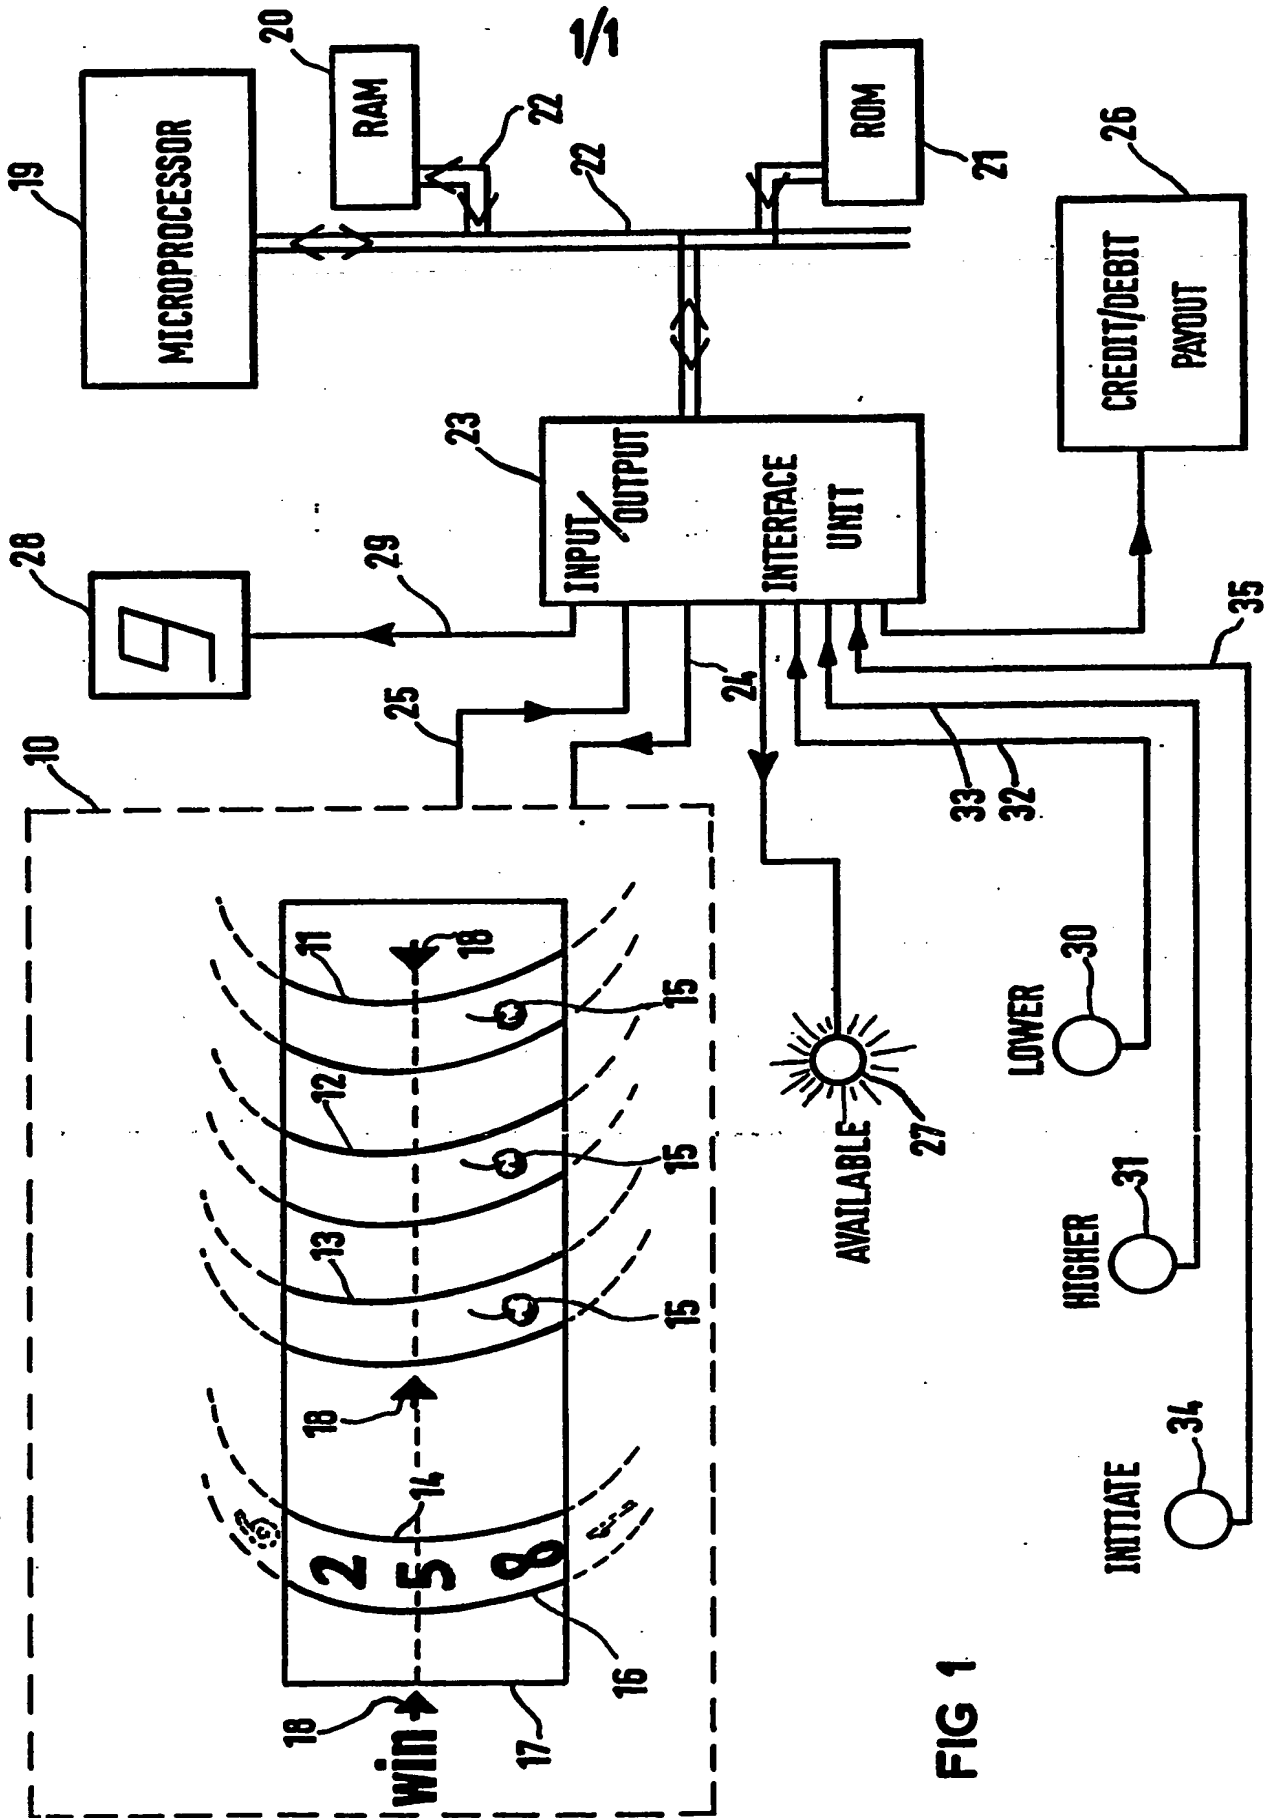 1/1
19
MICROPROCESSOR
20
RAM
22
22
ROM
21
28
9
29
23
INPUT
/
OUTPUT
INTERFACE
UNIT
26
CREDIT/DEBIT
PAYOUT
10
25
24
35
33
32
11
18
15
12
15
13
15
18
14
2
5
8
16
17
18
win
AVAILABLE
27
LOWER
30
HIGHER
31
INITIATE
34
FIG 1